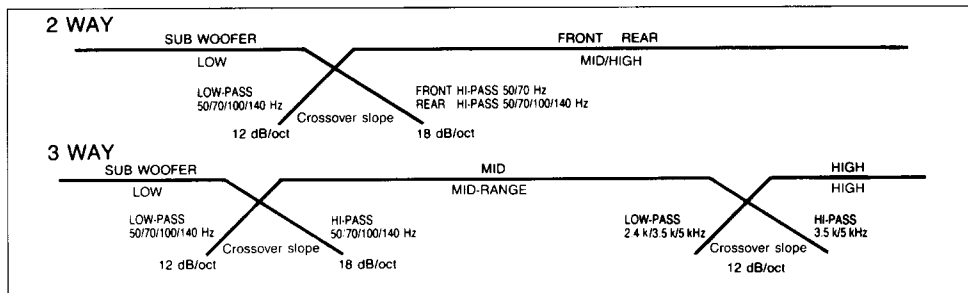 2 WAY
SUB WOOFER FRONT REAR
LOW MID/HIGH
LOW-PASS FRONT HI-PASS 50/70 Hz
50/70/100/140 Hz REAR HI-PASS 50/70/100/140 Hz
Crossover slope
12 dB/oct 18 dB/oct
3 WAY
SUB WOOFER MID HIGH
LOW MID-RANGE HIGH
LOW-PASS HI-PASS LOW-PASS HI-PASS
50/70/100/140 Hz 50/70/100/140 Hz 2.4 k/3.5 k/5 kHz 3.5 k/5 kHz
Crossover slope Crossover slope
12 dB/oct 18 dB/oct 12 dB/oct